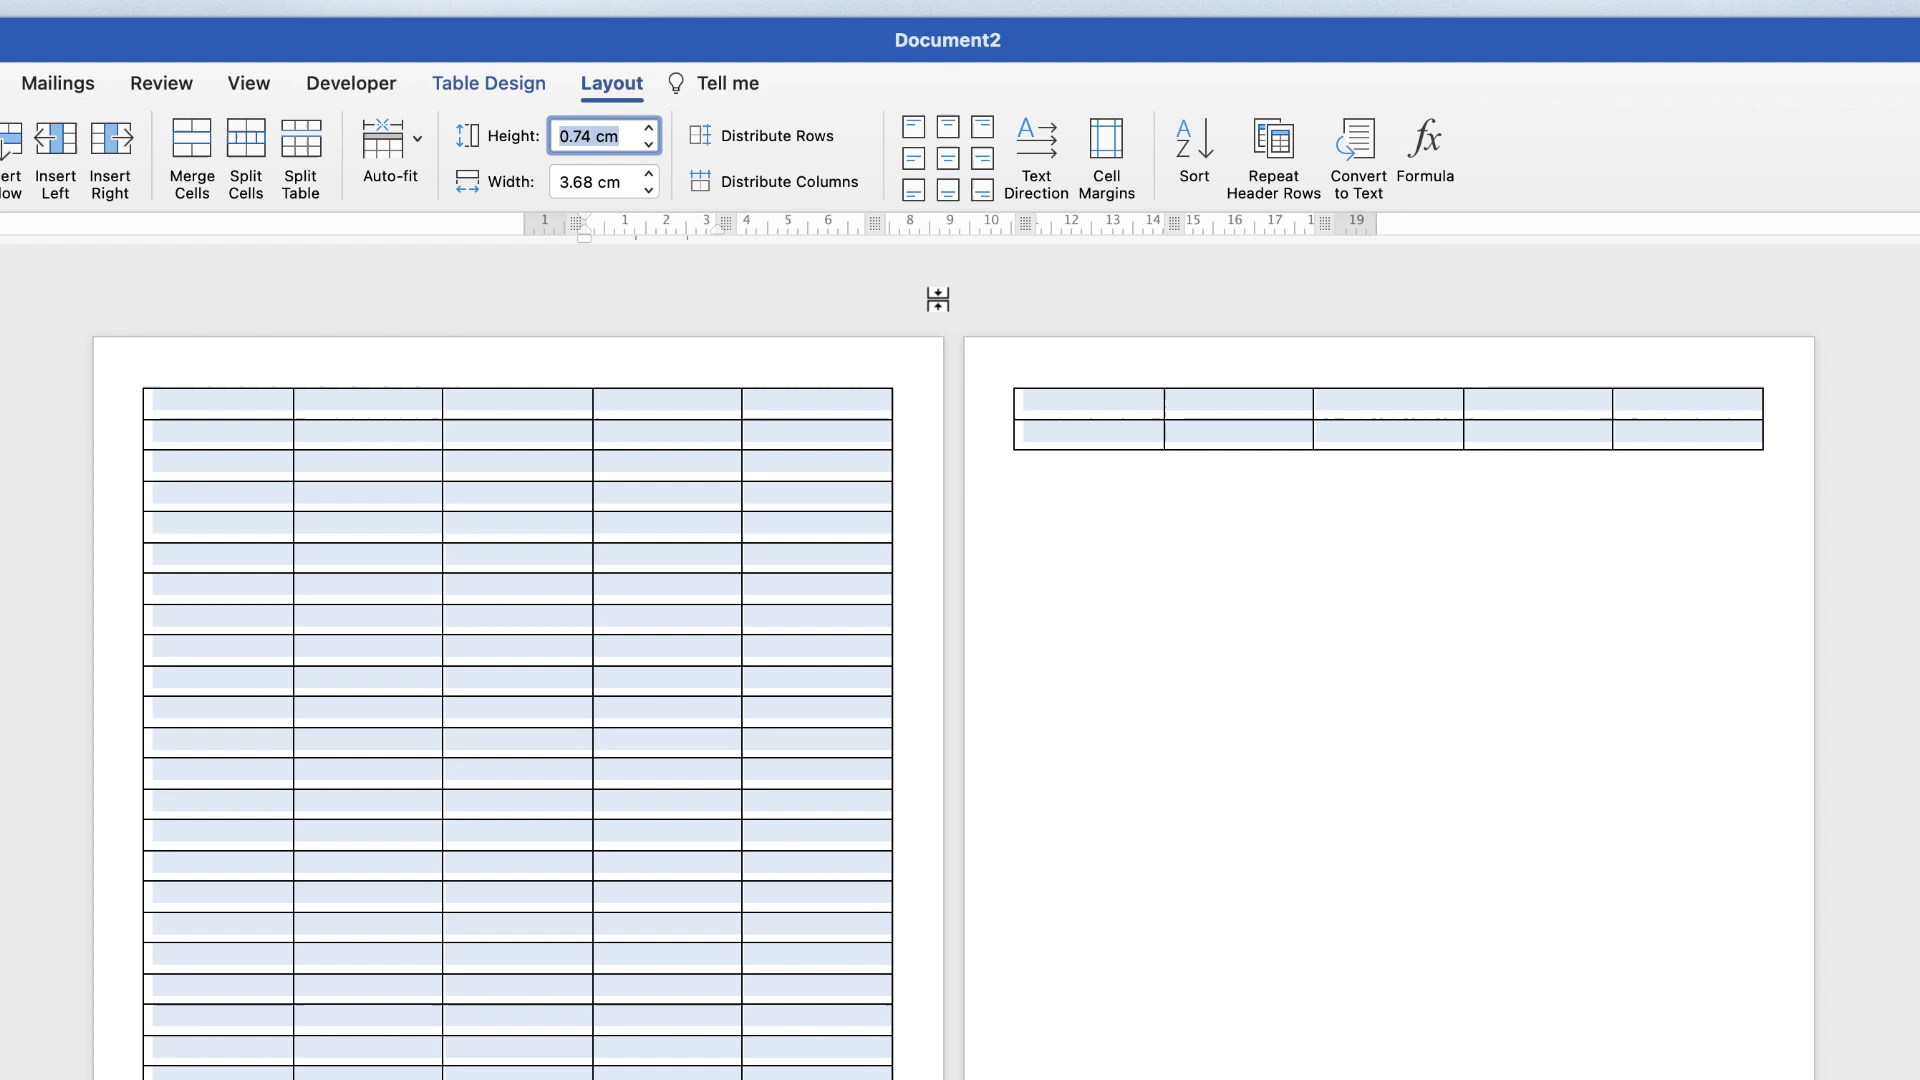 Document2
Mailings Review View Developer Table Design Layout Tell me
Height: 0.74 cm Distribute Rows
Width: 3.68 cm Distribute Columns
ert Insert Insert Merge Split Split Auto-fit Text Cell Sort Repeat Convert Formula
ow Left Right Cells Cells Table Direction Margins Header Rows to Text
1 1 2 3 4 5 6 8 9 10 12 13 14 15 16 17 1 19